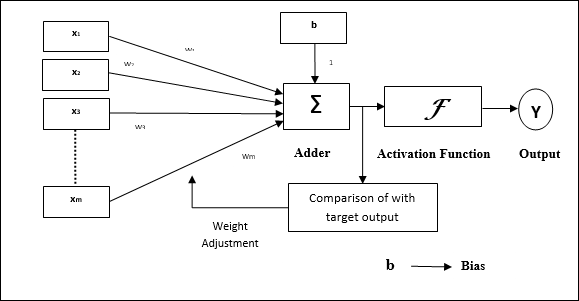 x1
w1
b
x2
w2
1
x3
w3
Σ
ℱ
Y
wm
Adder
Activation Function
Output
xm
Comparison of with
target output
Weight
Adjustment
b
Bias